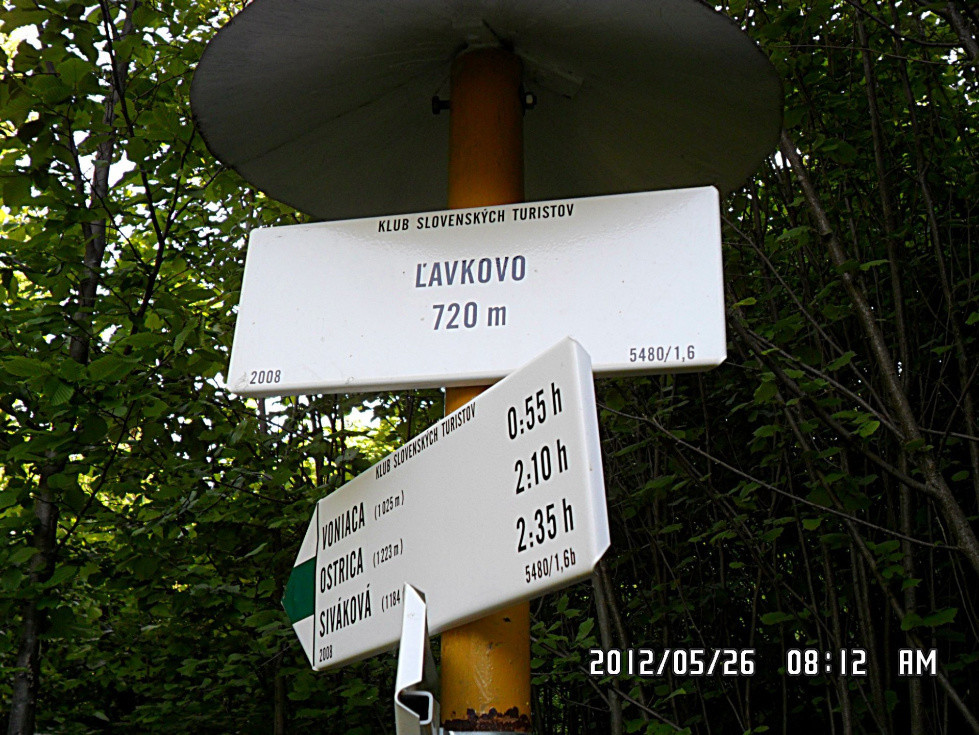 KLUB SLOVENSKÝCH TURISTOV
ĽAVKOVO
720 m
2008 5480/1,6
KLUB SLOVENSKÝCH TURISTOV
VONIACA (1025 m) 0:55 h
OSTRICA (1223 m) 2:10 h
SIVÁKOVÁ (1184 2:35 h
2008 5480/1,6b
2012/05/26 08:12 AM